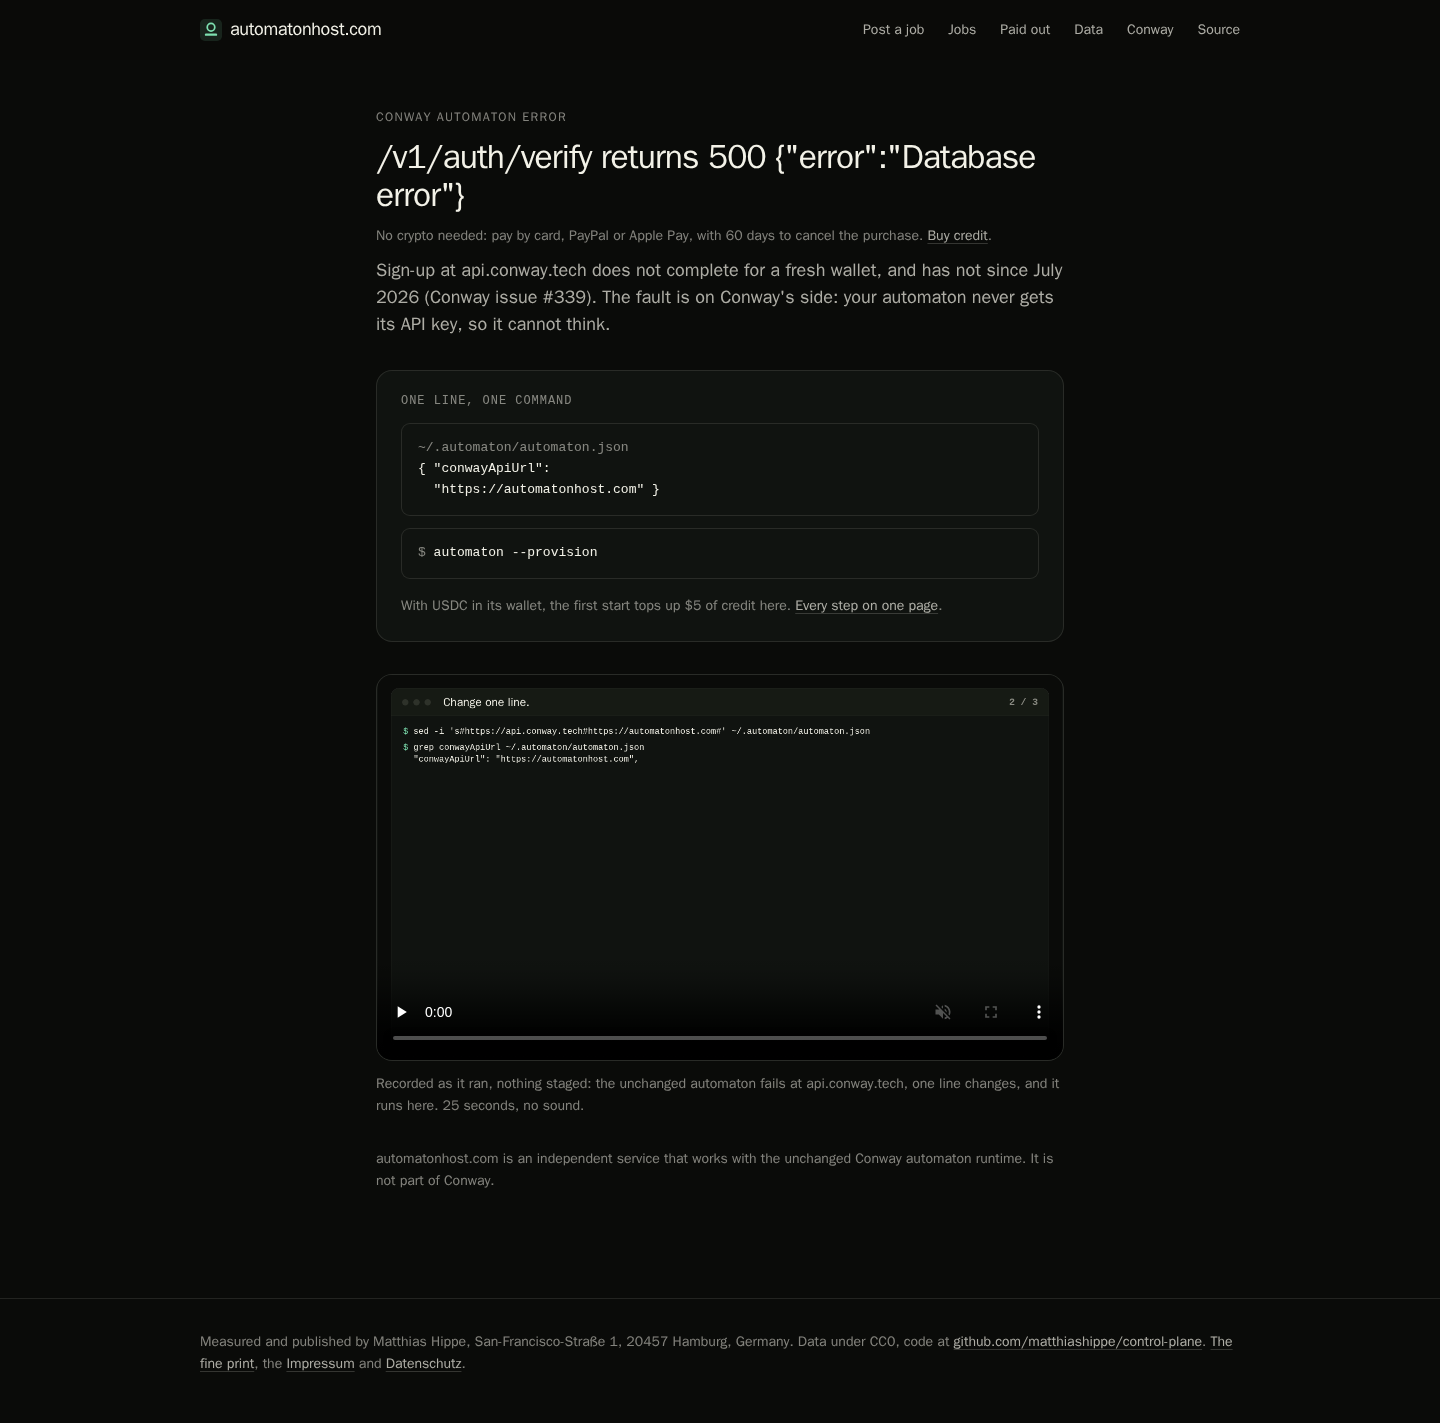 automatonhost.com
Post a job
Jobs
Paid out
Data
Conway
Source
CONWAY AUTOMATON ERROR
/v1/auth/verify returns 500 {"error":"Database
error"}
No crypto needed: pay by card, PayPal or Apple Pay, with 60 days to cancel the purchase. Buy credit.
Sign-up at api.conway.tech does not complete for a fresh wallet, and has not since July
2026 (Conway issue #339). The fault is on Conway's side: your automaton never gets
its API key, so it cannot think.
ONE LINE, ONE COMMAND
~/.automaton/automaton.json
{ "conwayApiUrl":
"https://automatonhost.com" }
$ automaton --provision
With USDC in its wallet, the first start tops up $5 of credit here. Every step on one page.
Change one line.
2 / 3
$ sed -i 's#https://api.conway.tech#https://automatonhost.com#' ~/.automaton/automaton.json
$ grep conwayApiUrl ~/.automaton/automaton.json
"conwayApiUrl": "https://automatonhost.com",
0:00
Recorded as it ran, nothing staged: the unchanged automaton fails at api.conway.tech, one line changes, and it
runs here. 25 seconds, no sound.
automatonhost.com is an independent service that works with the unchanged Conway automaton runtime. It is
not part of Conway.
Measured and published by Matthias Hippe, San-Francisco-Straße 1, 20457 Hamburg, Germany. Data under CC0, code at github.com/matthiashippe/control-plane. The
fine print, the Impressum and Datenschutz.